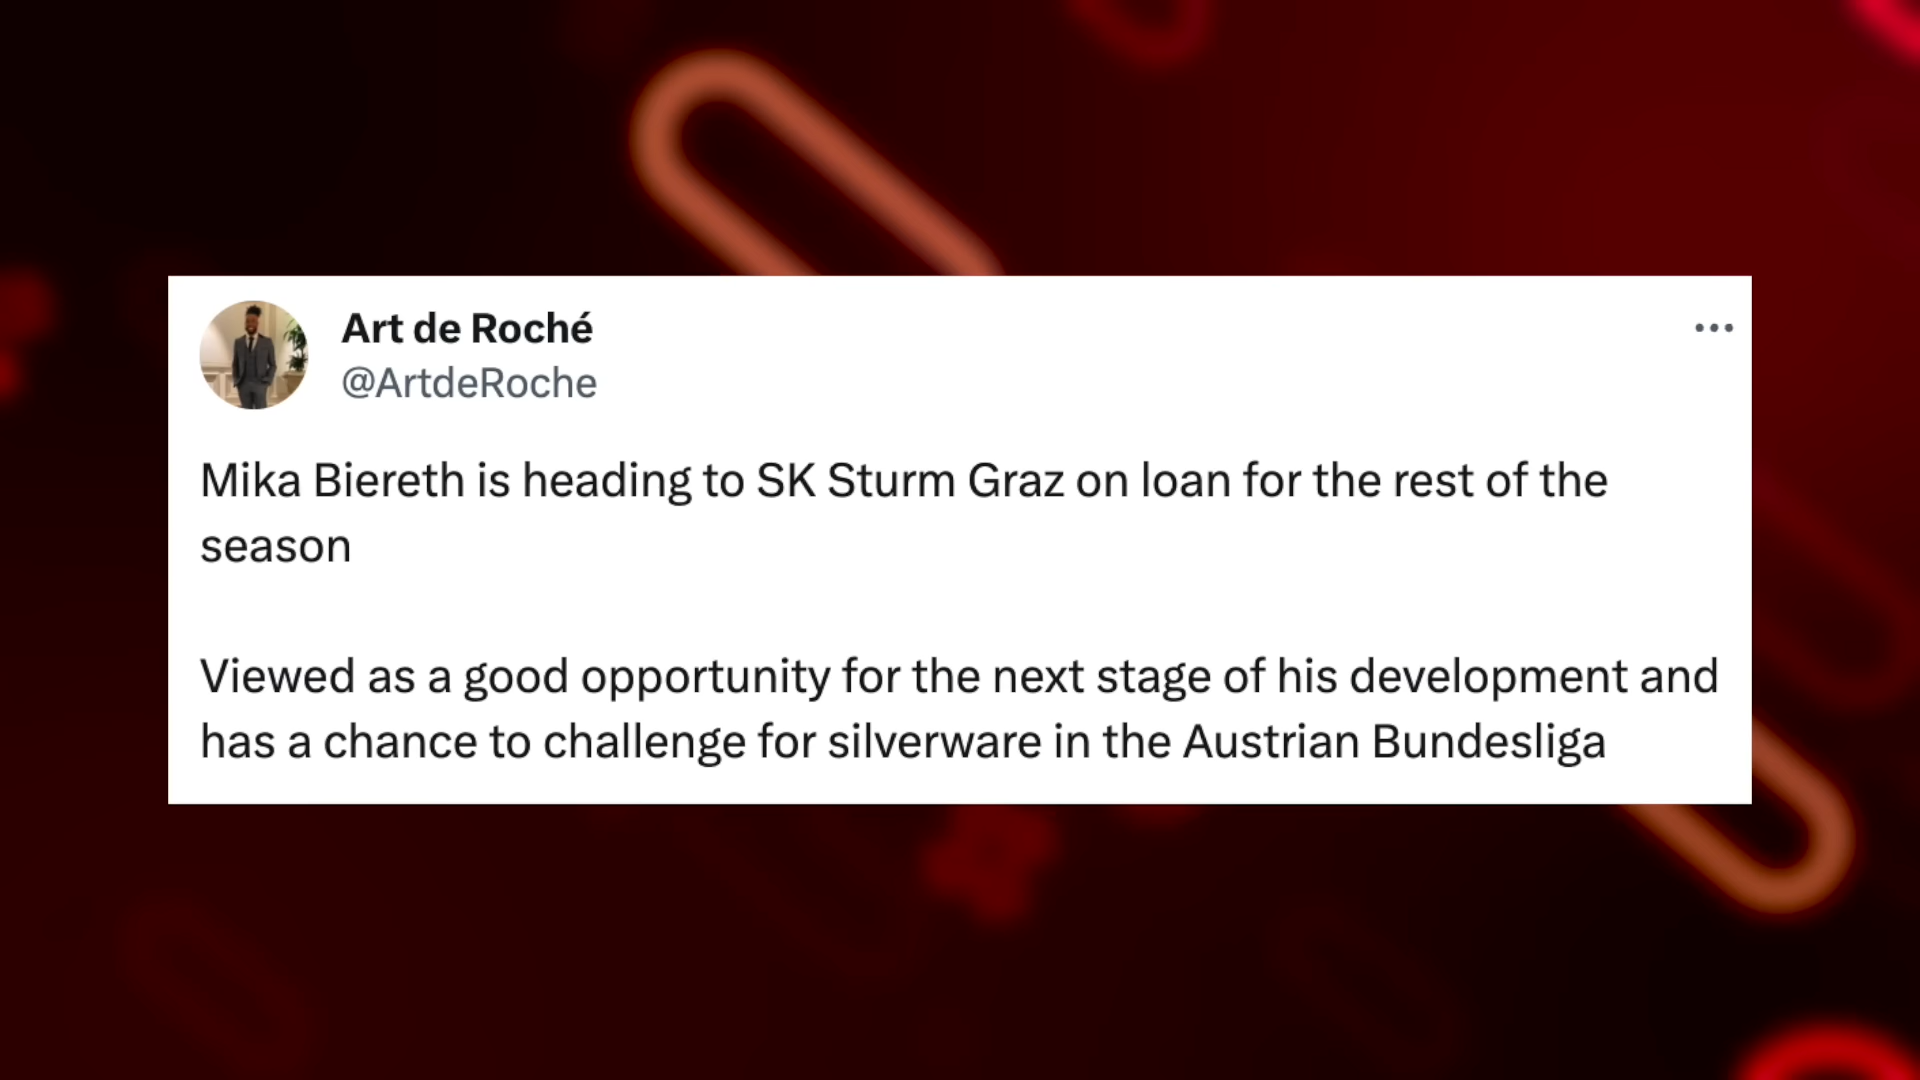 Art de Roché
@ArtdeRoche
Mika Biereth is heading to SK Sturm Graz on loan for the rest of the
season
Viewed as a good opportunity for the next stage of his development and
has a chance to challenge for silverware in the Austrian Bundesliga